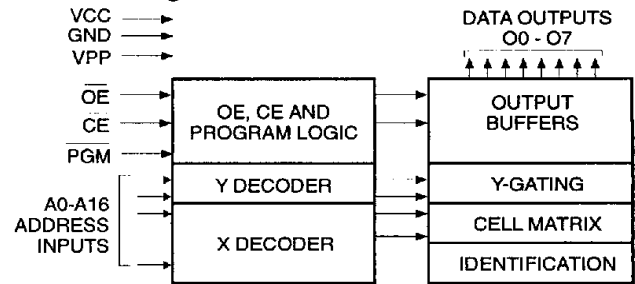 VCC
GND
VPP
OE
CE
PGM
A0-A16
ADDRESS
INPUTS
OE, CE AND
PROGRAM LOGIC
Y DECODER
X DECODER
DATA OUTPUTS
O0 - O7
OUTPUT
BUFFERS
Y-GATING
CELL MATRIX
IDENTIFICATION